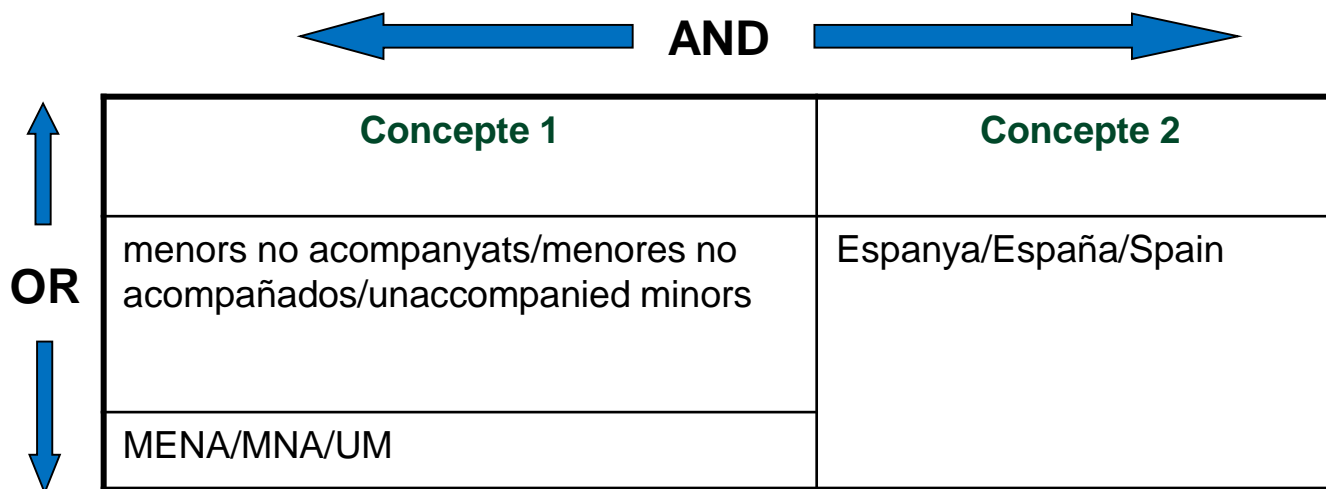 AND
Concepte 1
Concepte 2
OR
menors no acompanyats/menores no
acompañados/unaccompanied minors
Espanya/España/Spain
MENA/MNA/UM